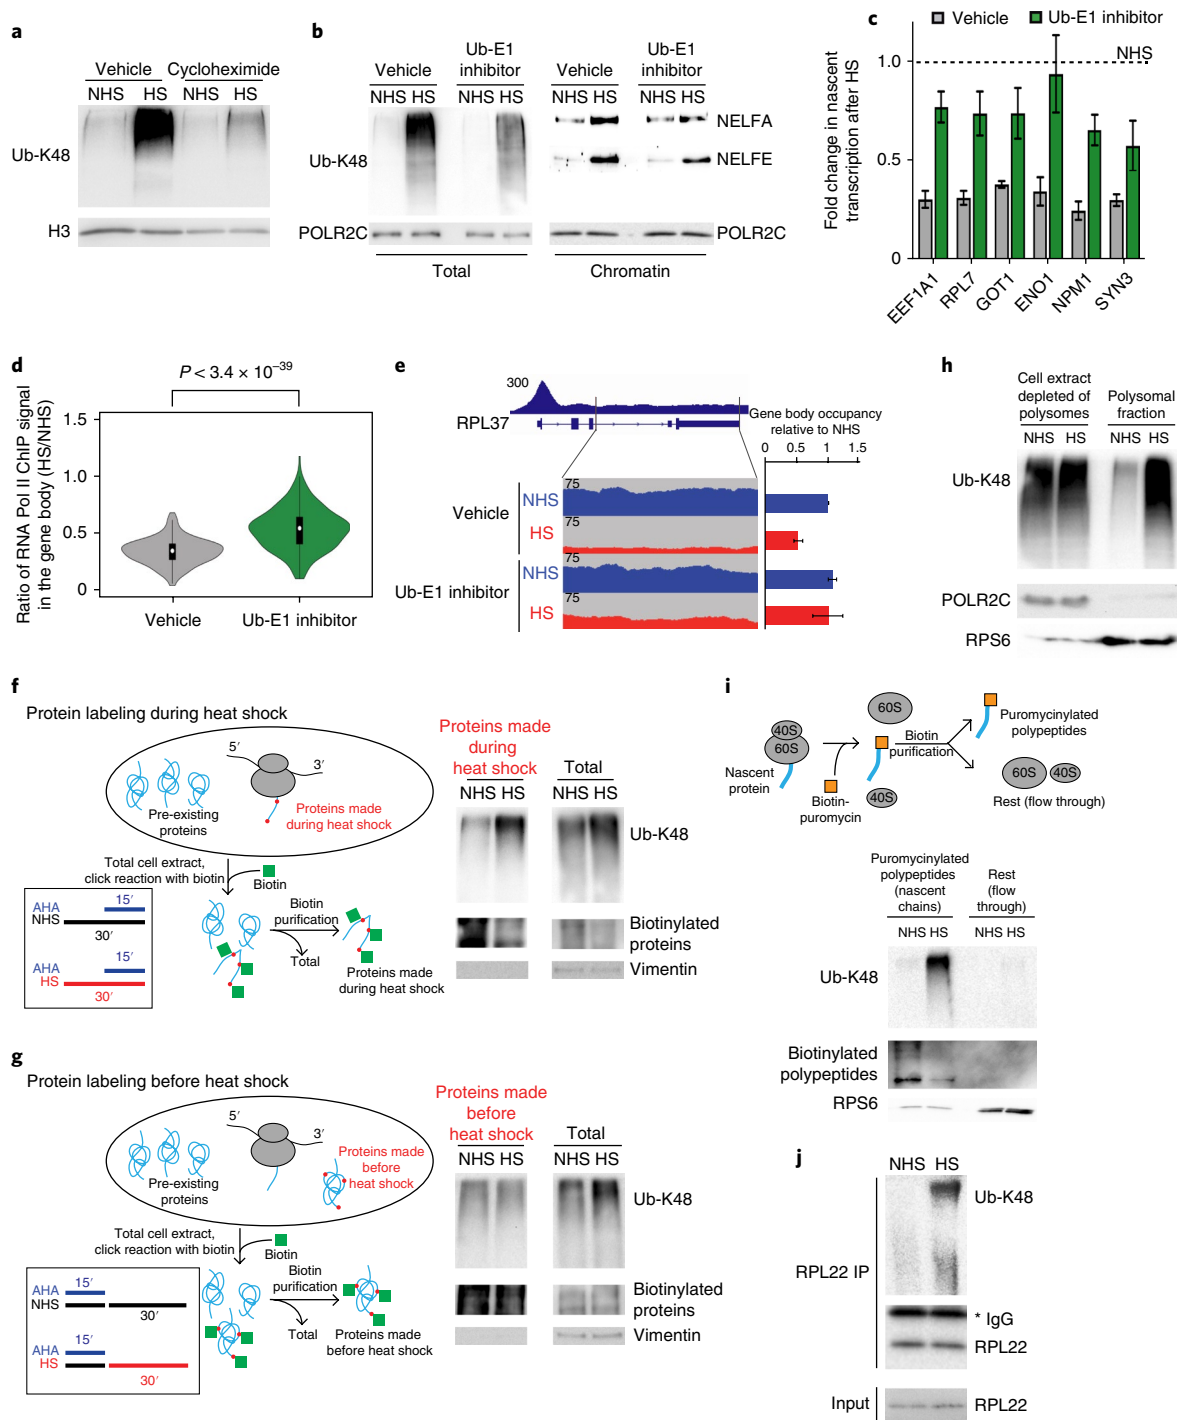 a
Vehicle Cycloheximide
NHS HS NHS HS
Ub-K48
H3
b
Vehicle
Ub-E1
inhibitor
NHS HS NHS HS
Vehicle
Ub-E1
inhibitor
NHS HS NHS HS
Ub-K48
NELFA
NELFE
POLR2C
POLR2C
Total
Chromatin
c
Vehicle
Ub-E1 inhibitor
Fold change in nascent
transcription after HS
NHS
1.0
0.5
0
EEF1A1
RPL7
GOT1
ENO1
NPM1
SYN3
d
P < 3.4 × 10–39
Ratio of RNA Pol II ChIP signal
in the gene body (HS/NHS)
1.5
1.0
0.5
0
Vehicle
Ub-E1 inhibitor
e
300
RPL37
Gene body occupancy
relative to NHS
0 0.5 1 1.5
Vehicle
NHS
75
HS
75
Ub-E1 inhibitor
NHS
75
HS
75
h
Cell extract
depleted of
polysomes
Polysomal
fraction
NHS HS NHS HS
Ub-K48
POLR2C
RPS6
f
Protein labeling during heat shock
5′
3′
Pre-existing
proteins
Proteins made
during heat shock
Total cell extract,
click reaction with biotin
Biotin
Biotin
purification
Total
Proteins made
during heat shock
AHA
15′
NHS
30′
AHA
15′
HS
30′
Proteins made
during
heat shock
Total
NHS HS NHS HS
Ub-K48
Biotinylated
proteins
Vimentin
g
Protein labeling before heat shock
5′
3′
Pre-existing
proteins
Proteins made
before
heat shock
Total cell extract,
click reaction with biotin
Biotin
Biotin
purification
Total
Proteins made
before heat shock
AHA
15′
NHS
30′
AHA
15′
HS
30′
Proteins made
before
heat shock
Total
NHS HS NHS HS
Ub-K48
Biotinylated
proteins
Vimentin
i
40S
60S
Nascent
protein
Biotin-
puromycin
60S
40S
Biotin
purification
Puromycinylated
polypeptides
60S
40S
Rest (flow through)
Puromycinylated
polypeptides
(nascent
chains)
Rest
(flow
through)
NHS HS NHS HS
Ub-K48
Biotinylated
polypeptides
RPS6
j
NHS HS
Ub-K48
RPL22 IP
* IgG
RPL22
Input
RPL22